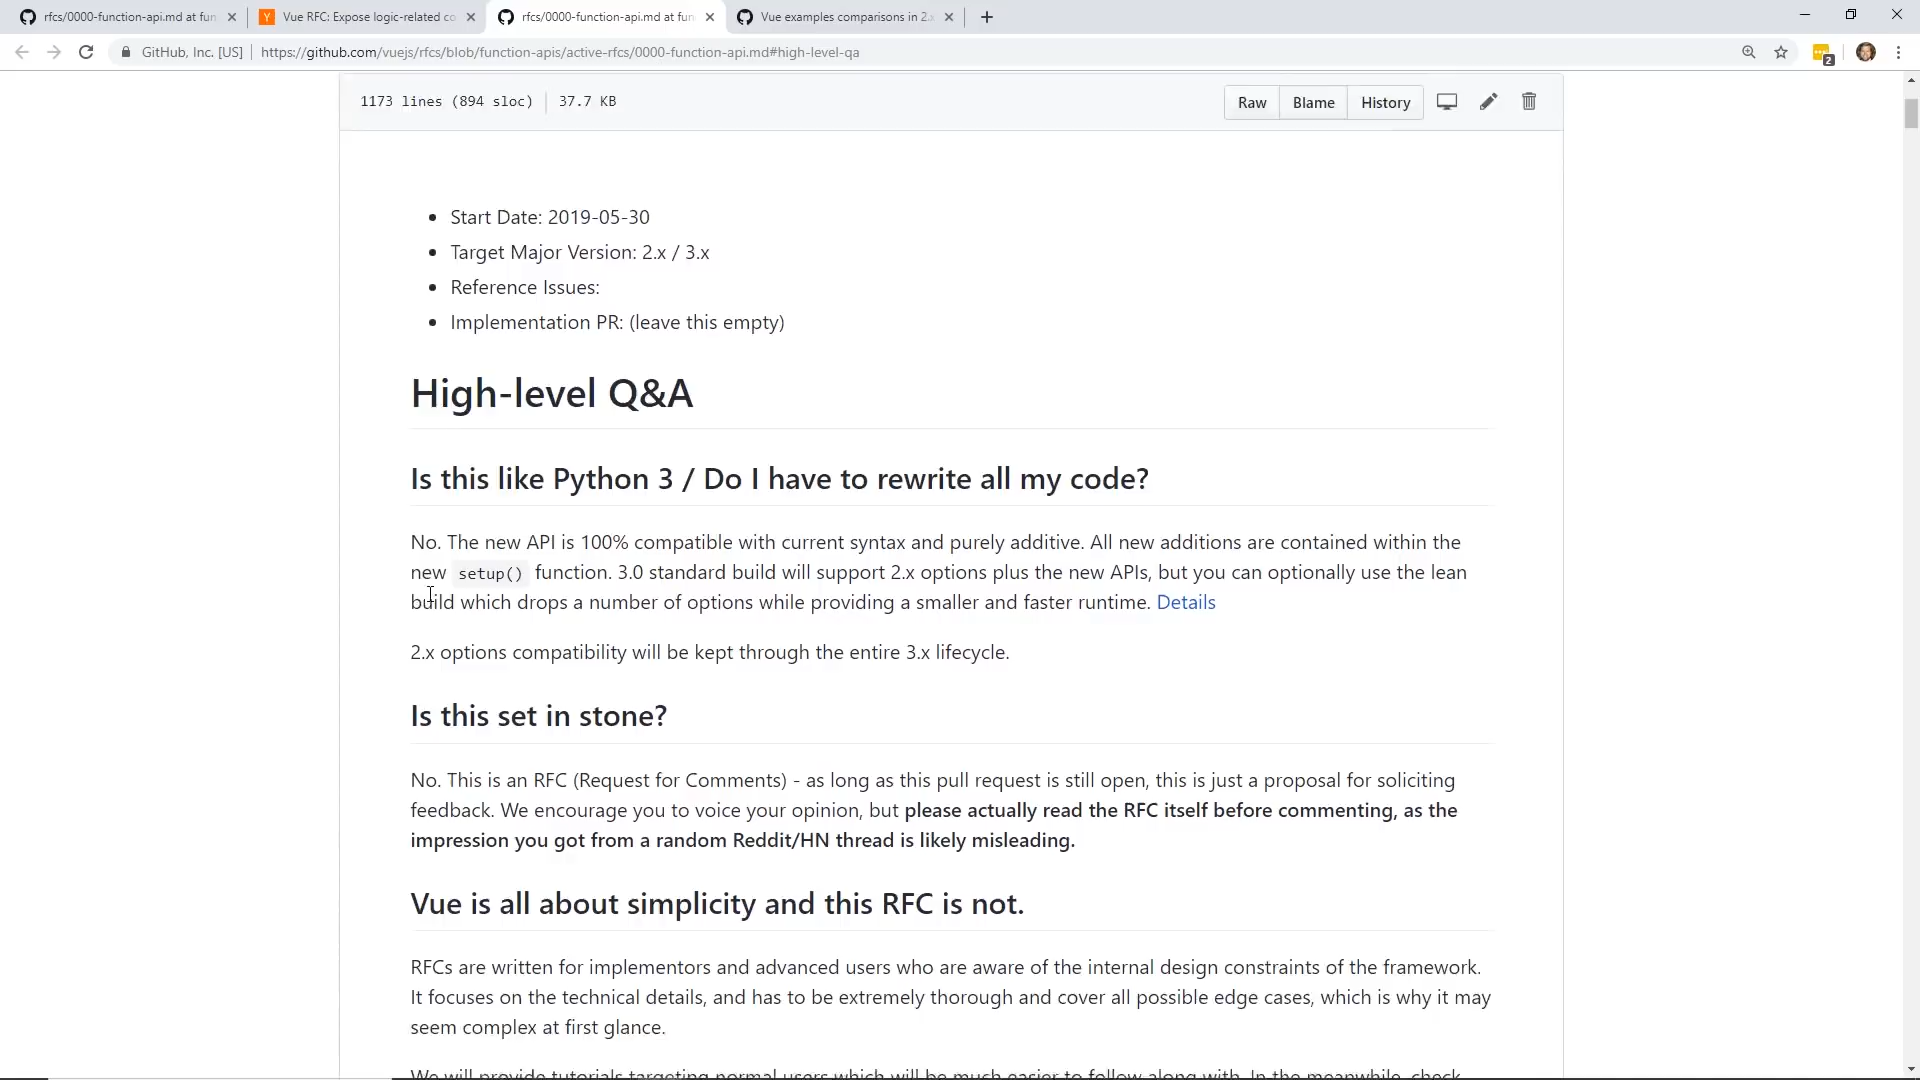 rfcs/0000-function-api.md at fun
Vue RFC: Expose logic-related co
rfcs/0000-function-api.md at fun
Vue examples comparisons in 2.
GitHub, Inc. [US]
https://github.com/vuejs/rfcs/blob/function-apis/active-rfcs/0000-function-api.md#high-level-qa
2
1173 lines (894 sloc)
37.7 KB
Raw
Blame
History
• Start Date: 2019-05-30
• Target Major Version: 2.x / 3.x
• Reference Issues:
• Implementation PR: (leave this empty)
High-level Q&A
Is this like Python 3 / Do I have to rewrite all my code?
No. The new API is 100% compatible with current syntax and purely additive. All new additions are contained within the
new setup() function. 3.0 standard build will support 2.x options plus the new APIs, but you can optionally use the lean
build which drops a number of options while providing a smaller and faster runtime. Details
2.x options compatibility will be kept through the entire 3.x lifecycle.
Is this set in stone?
No. This is an RFC (Request for Comments) - as long as this pull request is still open, this is just a proposal for soliciting
feedback. We encourage you to voice your opinion, but please actually read the RFC itself before commenting, as the
impression you got from a random Reddit/HN thread is likely misleading.
Vue is all about simplicity and this RFC is not.
RFCs are written for implementors and advanced users who are aware of the internal design constraints of the framework.
It focuses on the technical details, and has to be extremely thorough and cover all possible edge cases, which is why it may
seem complex at first glance.
We will provide tutorials targeting normal users which will be much easier to follow along with. In the meanwhile, check